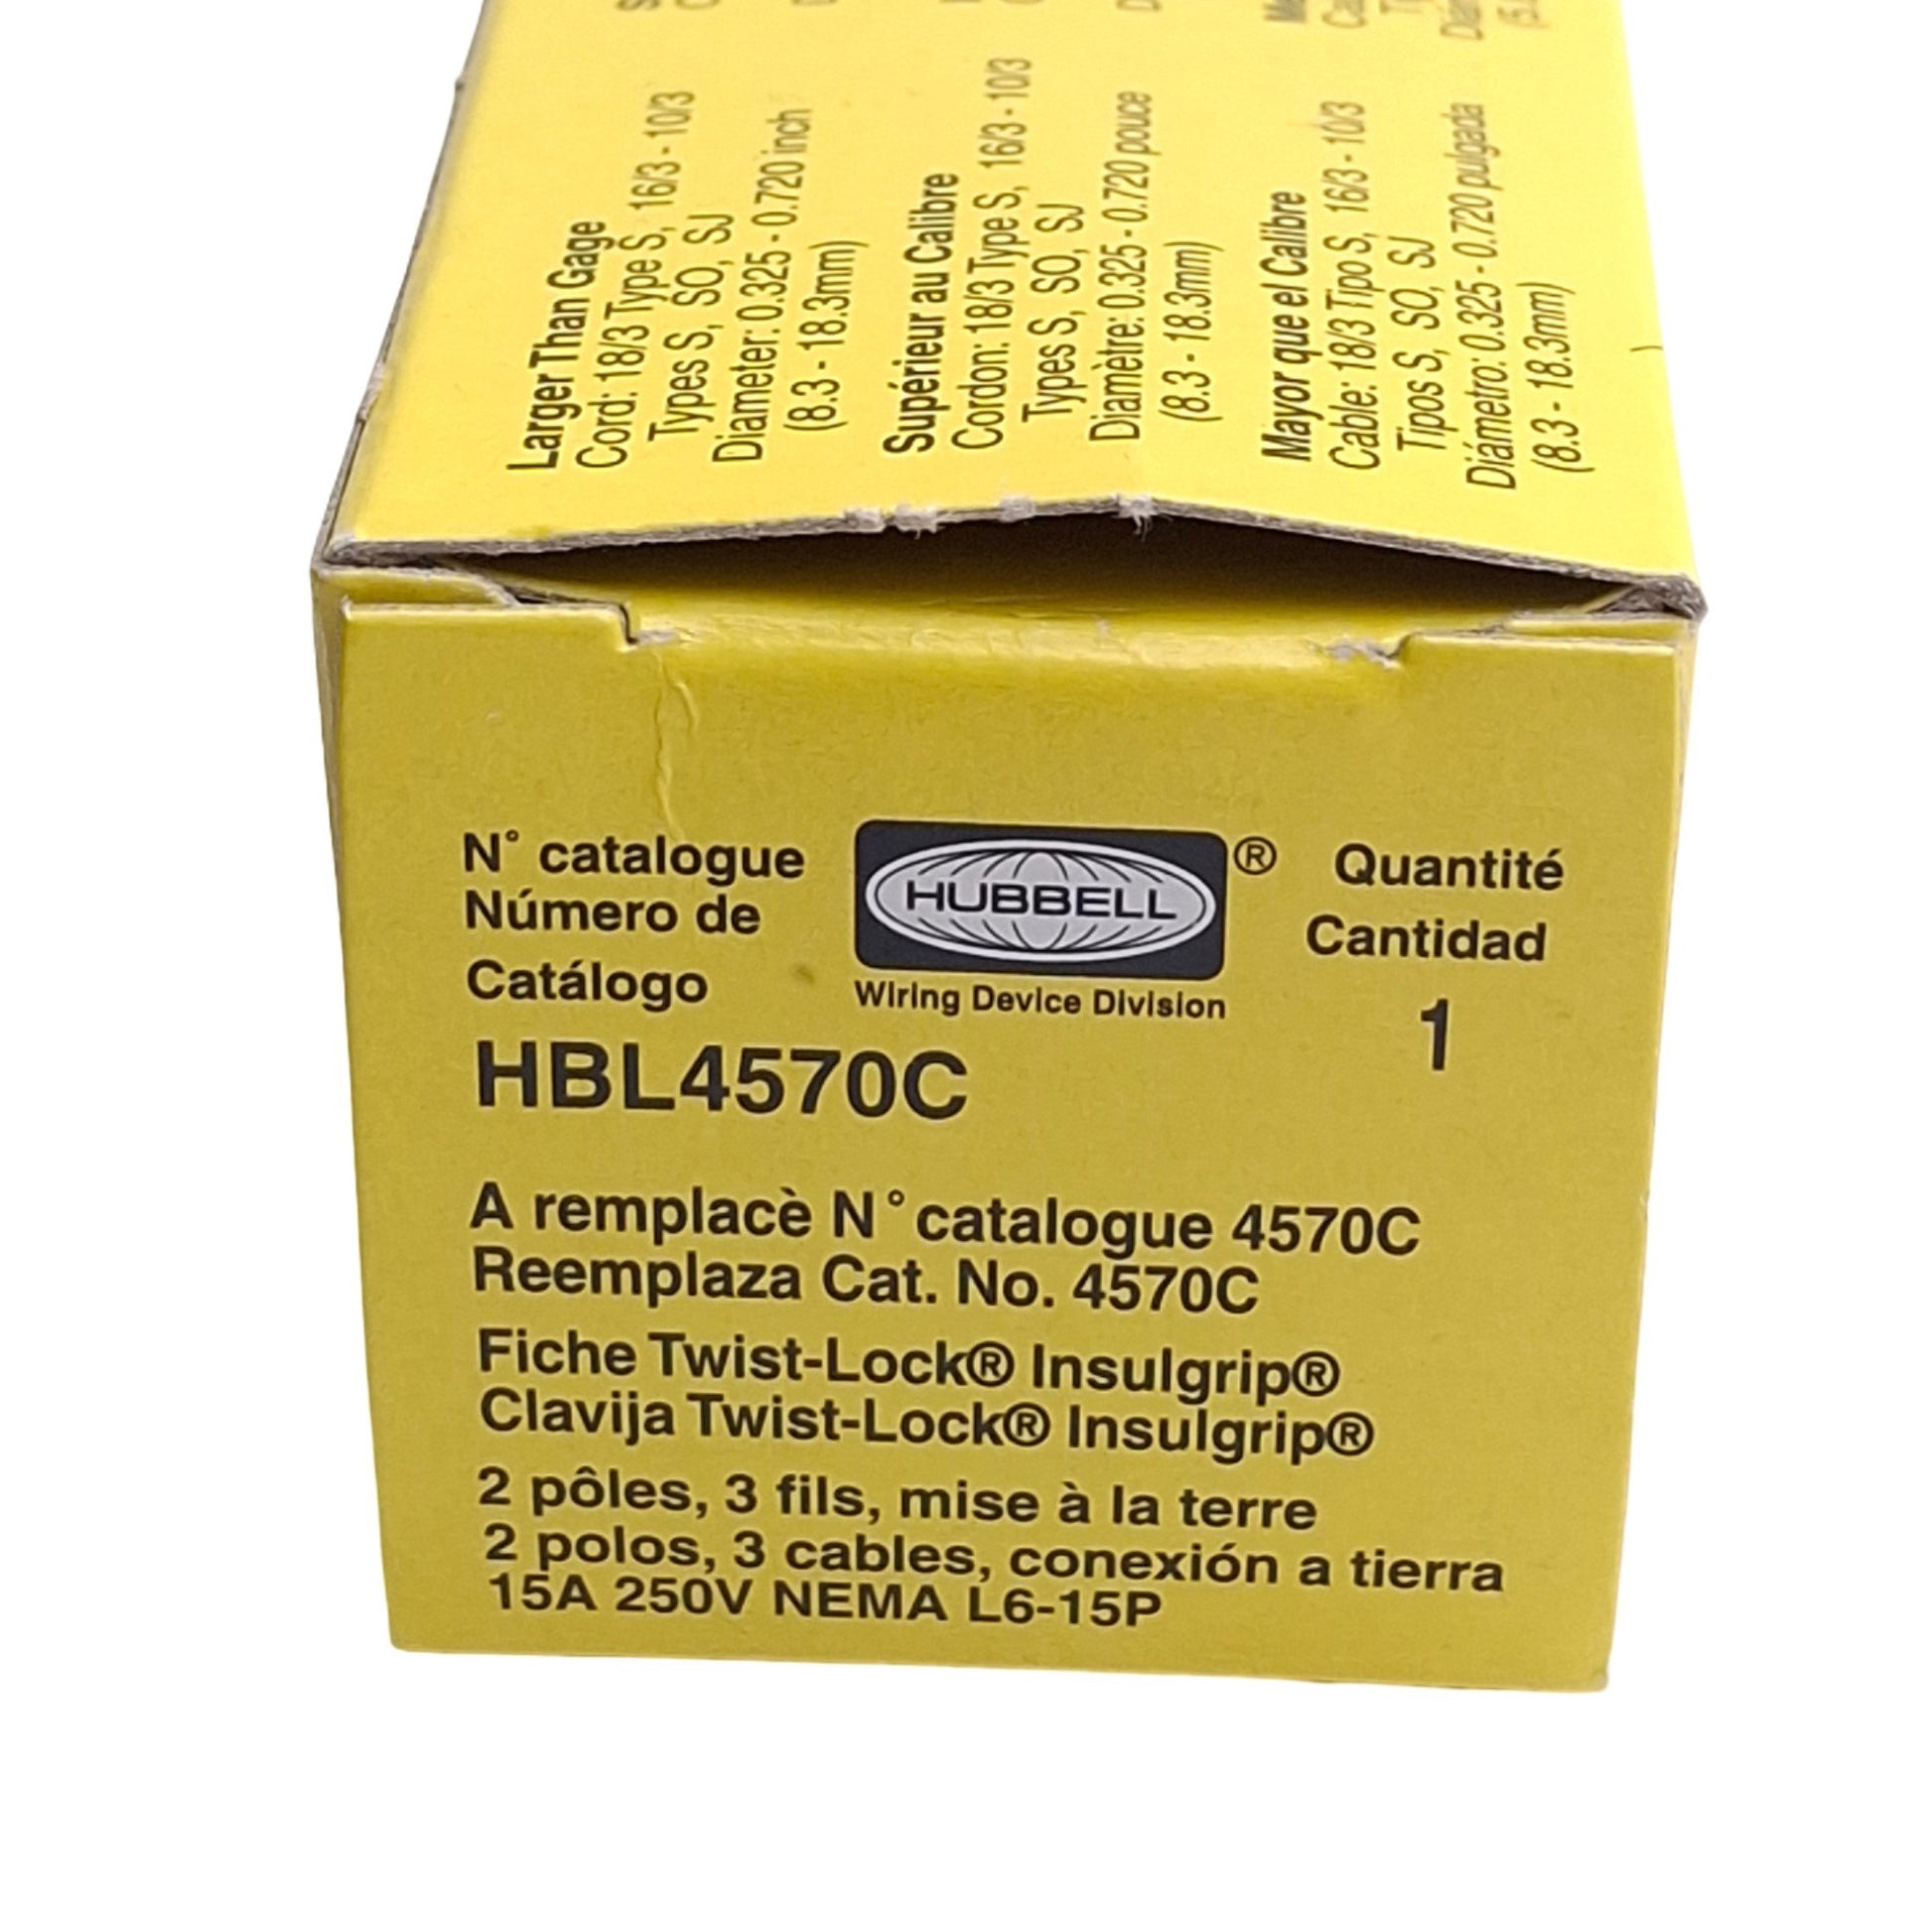 Larger Than Gage
Cord: 18/3 Type S, 16/3 - 10/3
Types S, SO, SJ
Diameter: 0.325 - 0.720 inch
(8.3 - 18.3mm)
Supérieur au Calibre
Cordon: 18/3 Type S, 16/3 - 10/3
Types S, SO, SJ
Diamètre: 0.325 - 0.720 pouce
(8.3 - 18.3mm)
Mayor que el Calibre
Cable: 18/3 Tipo S, 16/3 - 10/3
Tipos S, SO, SJ
Diámetro: 0.325 - 0.720 pulgada
(8.3 - 18.3mm)
N° catalogue
Número de
Catálogo
HBL4570C
HUBBELL®
Wiring Device Division
Quantité
Cantidad
1
A remplacè N° catalogue 4570C
Reemplaza Cat. No. 4570C
Fiche Twist-Lock® Insulgrip®
Clavija Twist-Lock® Insulgrip®
2 pôles, 3 fils, mise à la terre
2 polos, 3 cables, conexión a tierra
15A 250V NEMA L6-15P